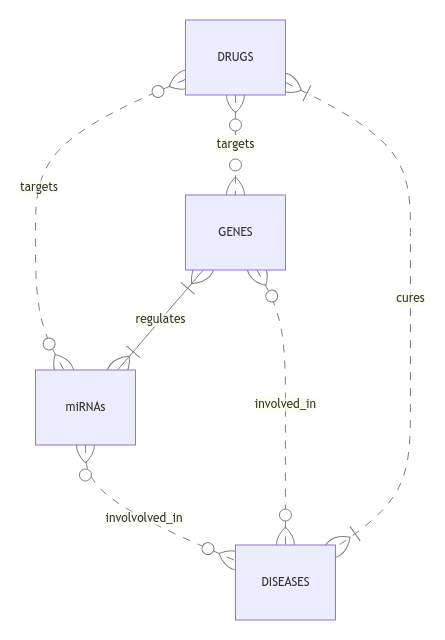 DRUGS
targets
targets
GENES
cures
regulates
miRNAs
involved_in
involvolved_in
DISEASES